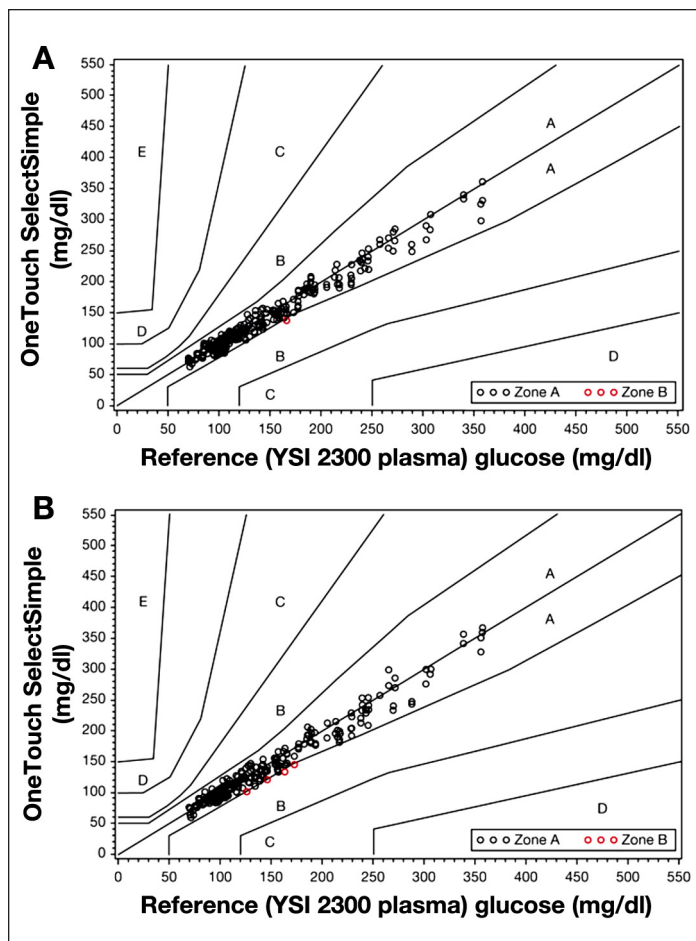 A
550
500
450
400
350
300
250
200
150
100
50
0
OneTouch SelectSimple
(mg/dl)
E
D
C
B
A
A
B
C
D
Zone A
Zone B
0 50 100 150 200 250 300 350 400 450 500 550
Reference (YSI 2300 plasma) glucose (mg/dl)
B
550
500
450
400
350
300
250
200
150
100
50
0
OneTouch SelectSimple
(mg/dl)
E
D
C
B
A
A
B
C
D
Zone A
Zone B
0 50 100 150 200 250 300 350 400 450 500 550
Reference (YSI 2300 plasma) glucose (mg/dl)